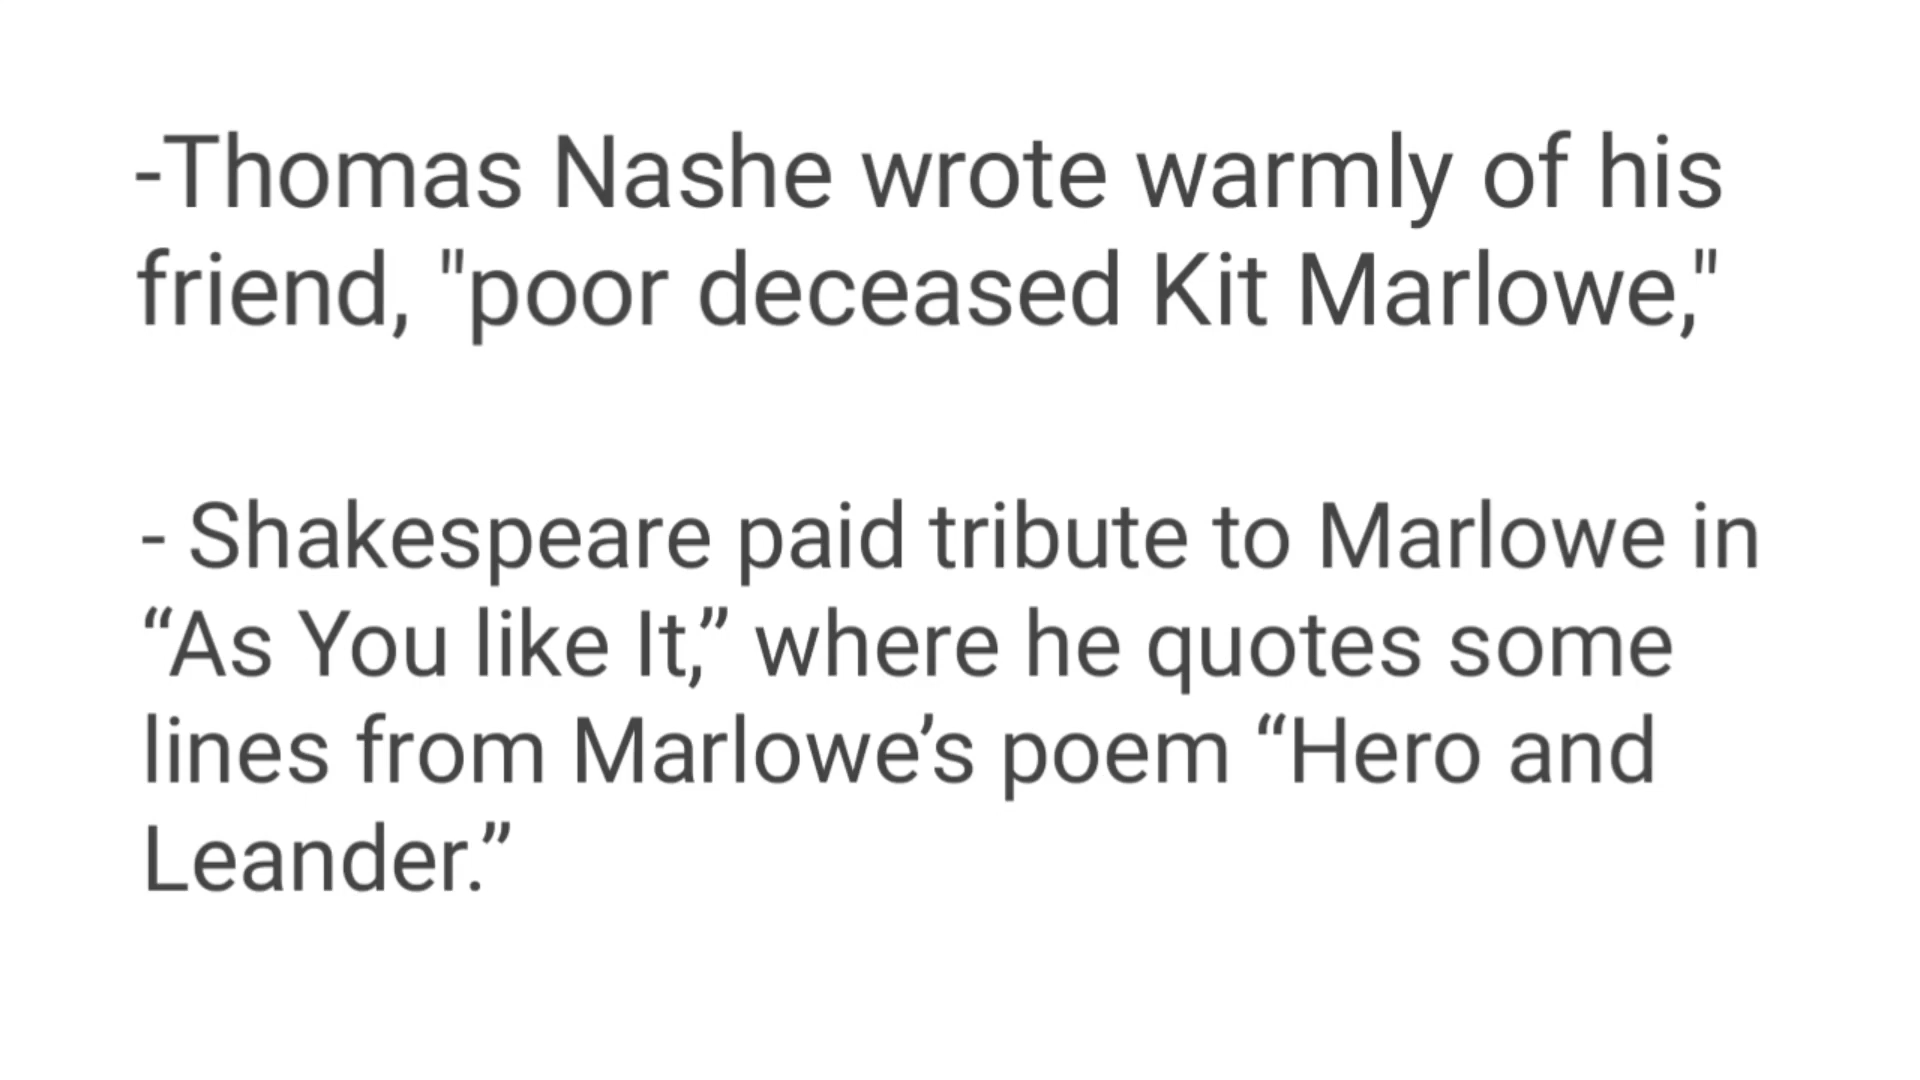 -Thomas Nashe wrote warmly of his
friend, "poor deceased Kit Marlowe,"
- Shakespeare paid tribute to Marlowe in
“As You like It,” where he quotes some
lines from Marlowe’s poem “Hero and
Leander.”